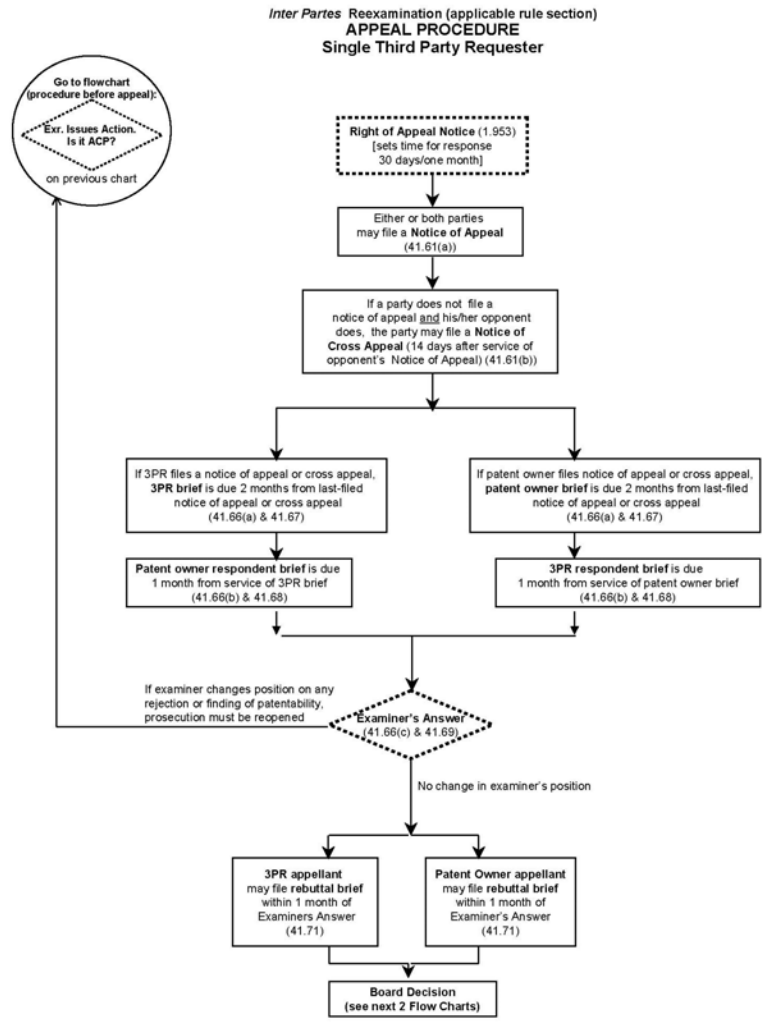 Inter Partes Reexamination (applicable rule section)
APPEAL PROCEDURE
Single Third Party Requester
Go to flowchart
(procedure before appeal):
Exr. Issues Action.
Is it ACP?
on previous chart
Right of Appeal Notice (1.953)
[sets time for response
30 days/one month]
Either or both parties
may file a Notice of Appeal
(41.61(a))
If a party does not file a
notice of appeal and his/her opponent
does, the party may file a Notice of
Cross Appeal (14 days after service of
opponent's Notice of Appeal) (41.61(b))
If 3PR files a notice of appeal or cross appeal,
3PR brief is due 2 months from last-filed
notice of appeal or cross appeal
(41.66(a) & 41.67)
If patent owner files notice of appeal or cross appeal,
patent owner brief is due 2 months from last-filed
notice of appeal or cross appeal
(41.66(a) & 41.67)
Patent owner respondent brief is due
1 month from service of 3PR brief
(41.66(b) & 41.68)
3PR respondent brief is due
1 month from service of patent owner brief
(41.66(b) & 41.68)
If examiner changes position on any
rejection or finding of patentability,
prosecution must be reopened
Examiner's Answer
(41.66(c) & 41.69)
No change in examiner's position
3PR appellant
may file rebuttal brief
within 1 month of
Examiners Answer
(41.71)
Patent Owner appellant
may file rebuttal brief
within 1 month of
Examiner's Answer
(41.71)
Board Decision
(see next 2 Flow Charts)